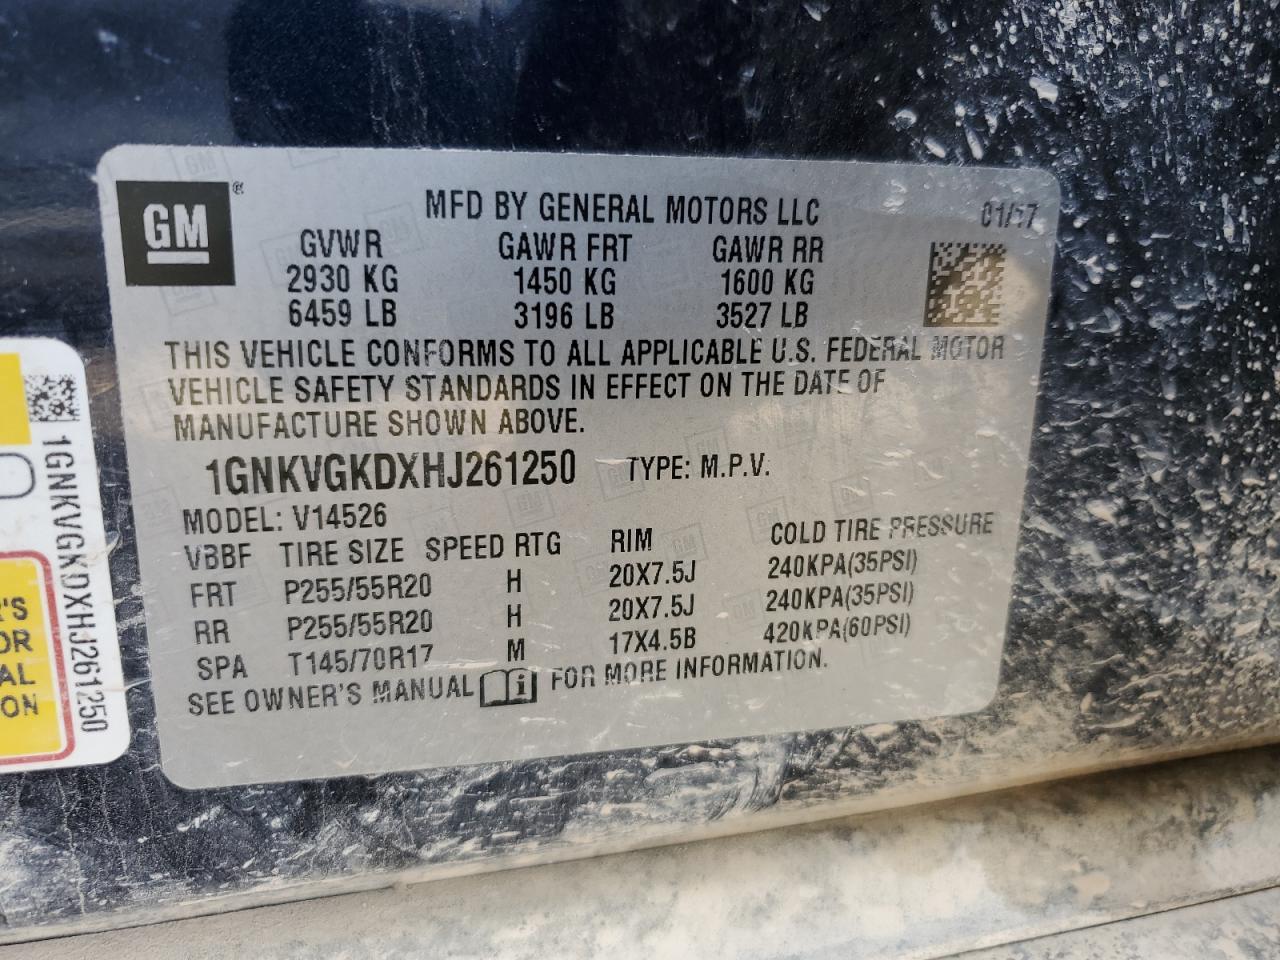 GM®
MFD BY GENERAL MOTORS LLC 01/17
GVWR GAWR FRT GAWR RR
2930 KG 1450 KG 1600 KG
6459 LB 3196 LB 3527 LB
THIS VEHICLE CONFORMS TO ALL APPLICABLE U.S. FEDERAL MOTOR
VEHICLE SAFETY STANDARDS IN EFFECT ON THE DATE OF
MANUFACTURE SHOWN ABOVE.
1GNKVGKDXHJ261250 TYPE: M.P.V.
MODEL: V14526
VBBF TIRE SIZE SPEED RTG RIM COLD TIRE PRESSURE
FRT P255/55R20 H 20X7.5J 240KPA(35PSI)
RR P255/55R20 H 20X7.5J 240KPA(35PSI)
SPA T145/70R17 M 17X4.5B 420KPA(60PSI)
SEE OWNER'S MANUAL FOR MORE INFORMATION.
1GNKVGKDXHJ261250
'S
OR
AL
ON